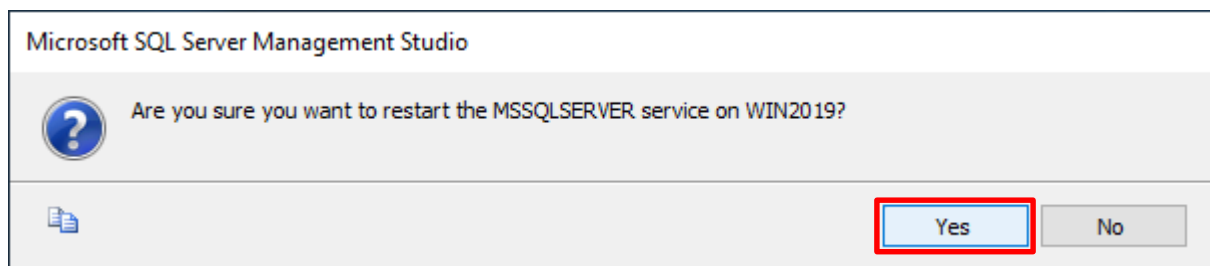 Microsoft SQL Server Management Studio
Are you sure you want to restart the MSSQLSERVER service on WIN2019?
Yes No